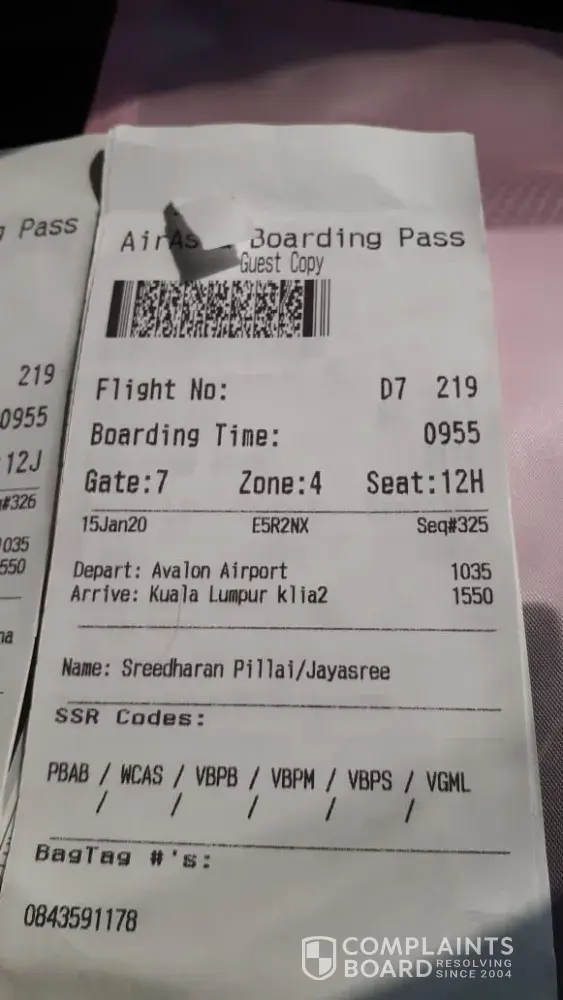 Pass
219
0955
12J
#326
1035
550
na
AirAs Boarding Pass
Guest Copy
Flight No: D7 219
Boarding Time: 0955
Gate:7 Zone:4 Seat:12H
15Jan20 E5R2NX Seq#325
Depart: Avalon Airport 1035
Arrive: Kuala Lumpur klia2 1550
Name: Sreedharan Pillai/Jayasree
SSR Codes:
PBAB / WCAS / VBPB / VBPM / VBPS / VGML
/ / / / /
BagTag #'s:
0843591178
COMPLAINTS
BOARD RESOLVING
SINCE 2004